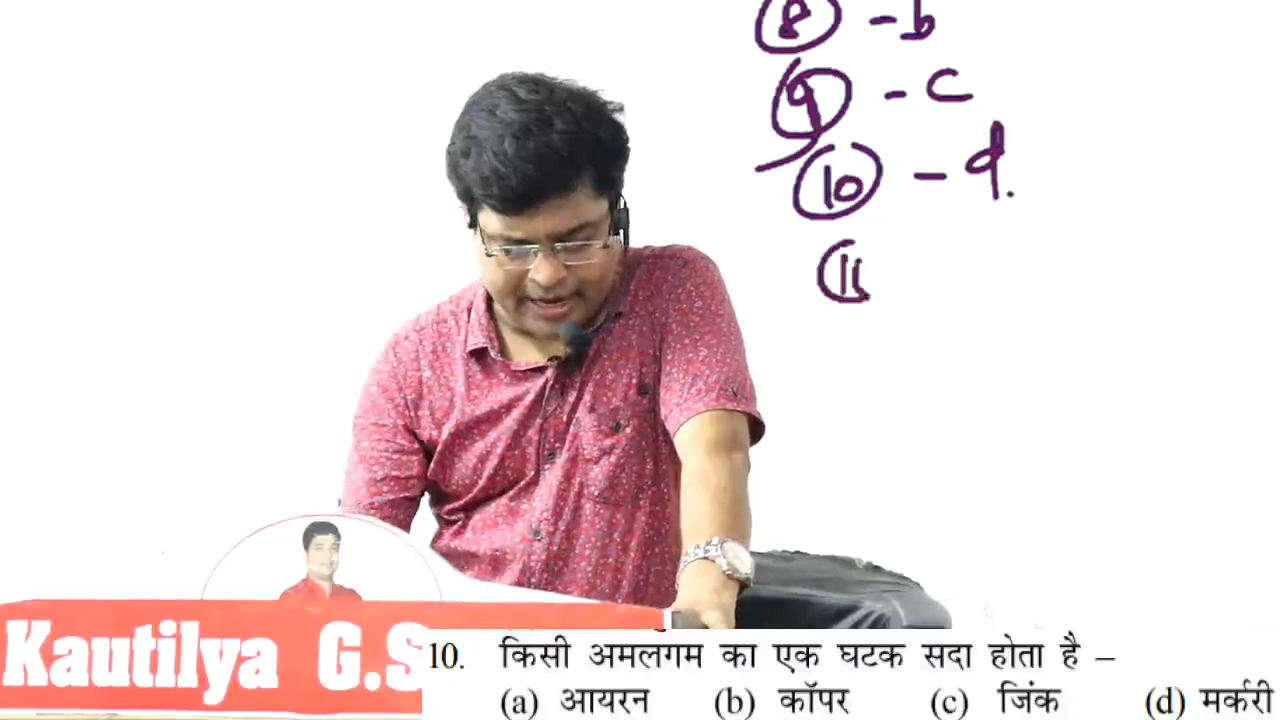 8 - b
9 - c
10 - d.
11
Kautilya G.S
10. किसी अमलगम का एक घटक सदा होता है –
(a) आयरन (b) कॉपर (c) जिंक (d) मर्करी